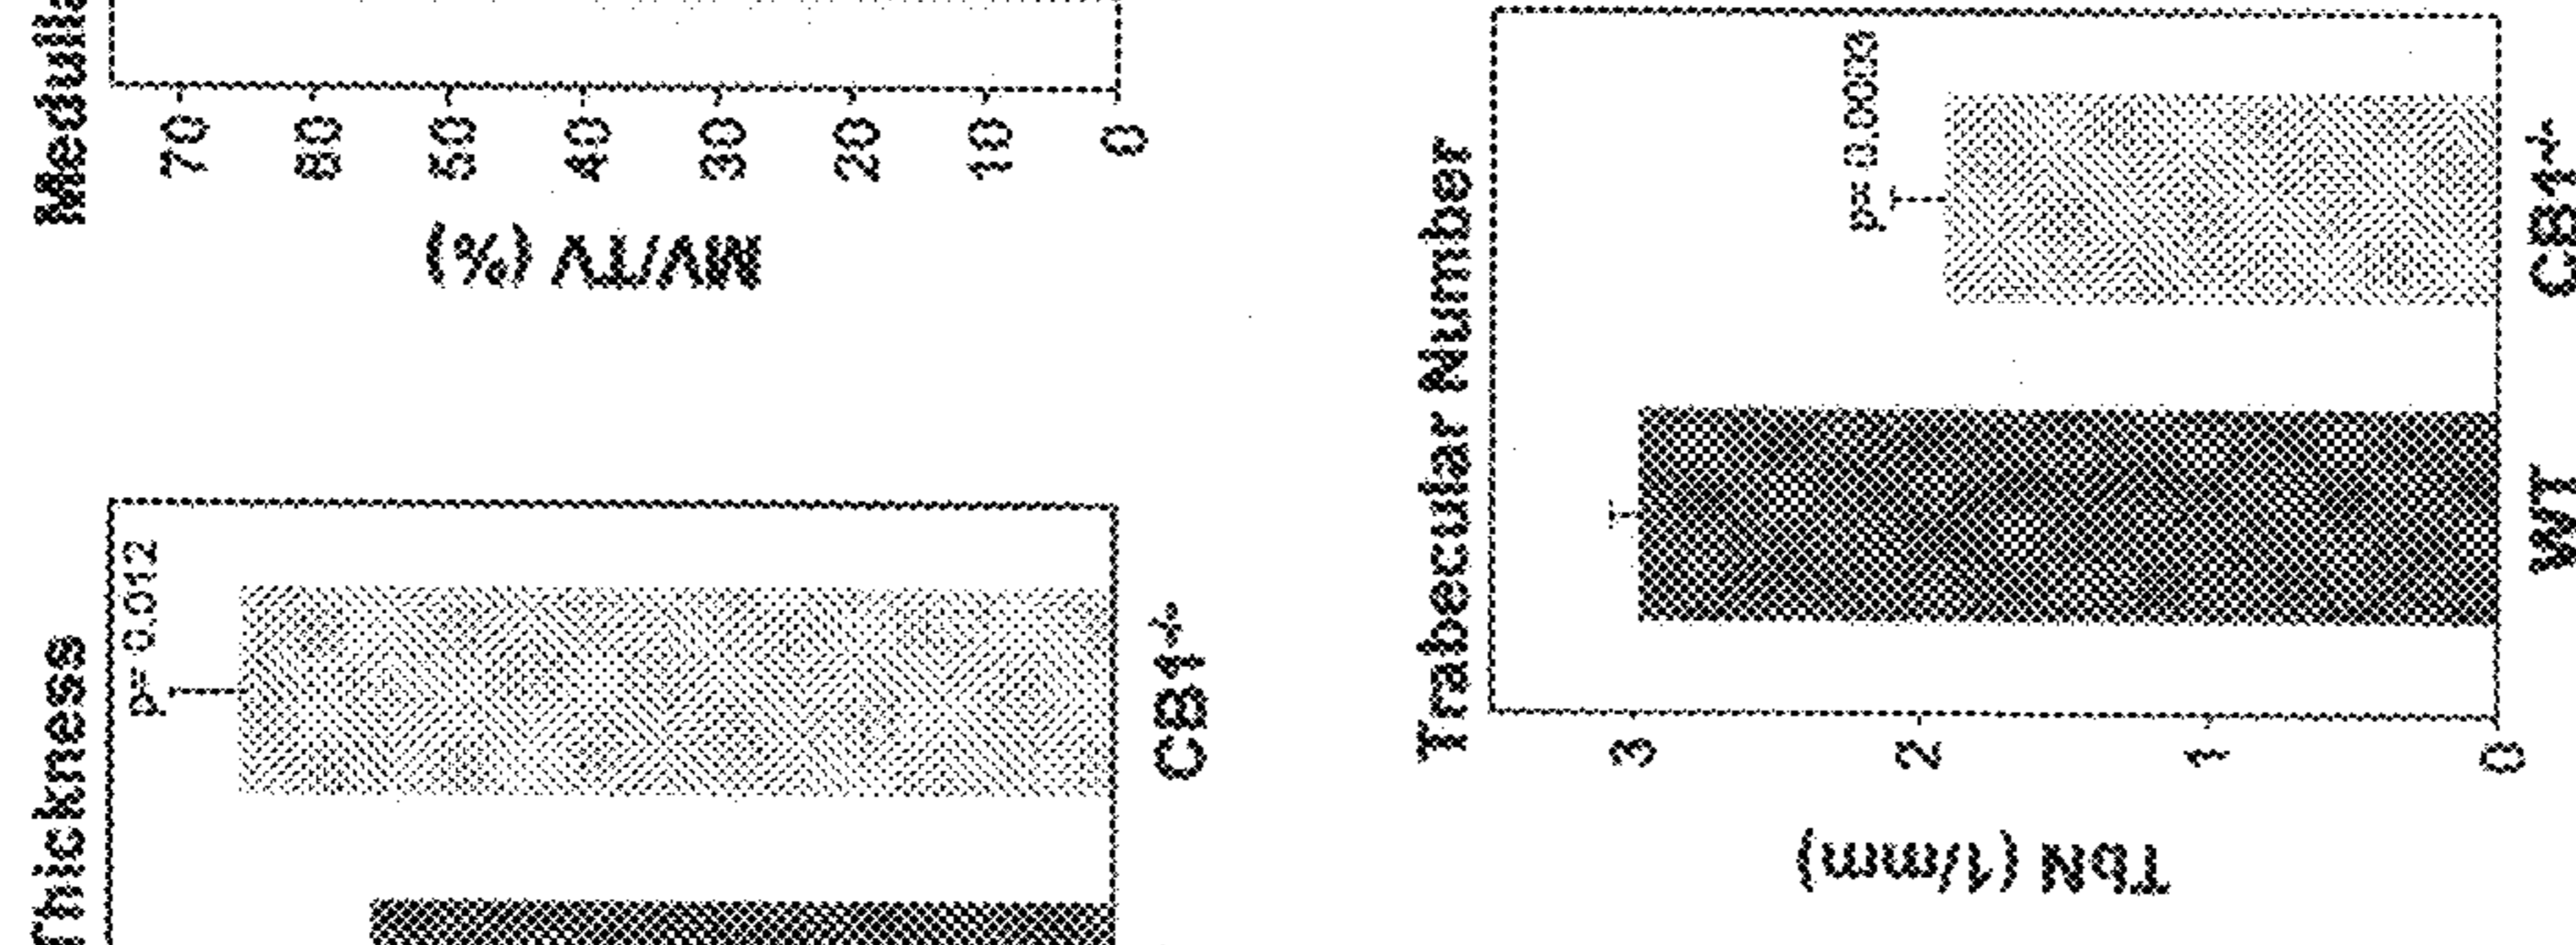 Thickness
p= 0.012
CB1-/-
Medulla
MV/TV (%)
70
60
50
40
30
20
10
0
Trabecular Number
TbN (1/mm)
3
2
1
0
p= 0.0003
WT
CB1-/-